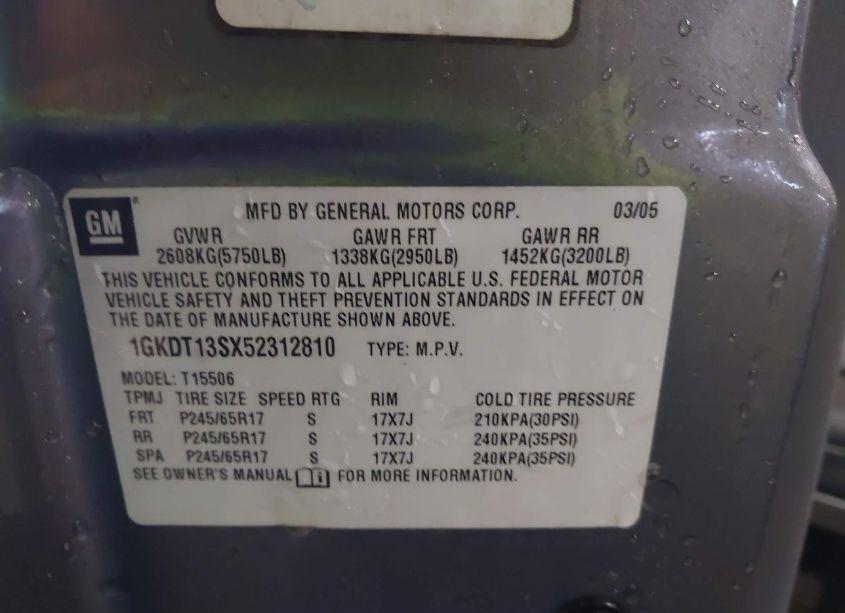 GM
MFD BY GENERAL MOTORS CORP. 03/05
GVWR GAWR FRT GAWR RR
2608KG(5750LB) 1338KG(2950LB) 1452KG(3200LB)
THIS VEHICLE CONFORMS TO ALL APPLICABLE U.S. FEDERAL MOTOR
VEHICLE SAFETY AND THEFT PREVENTION STANDARDS IN EFFECT ON
THE DATE OF MANUFACTURE SHOWN ABOVE.
1GKDT13SX52312810 TYPE: M.P.V.
MODEL: T15506
TPMJ TIRE SIZE SPEED RTG RIM COLD TIRE PRESSURE
FRT P245/65R17 S 17X7J 210KPA(30PSI)
RR P245/65R17 S 17X7J 240KPA(35PSI)
SPA P245/65R17 S 17X7J 240KPA(35PSI)
SEE OWNER'S MANUAL FOR MORE INFORMATION.